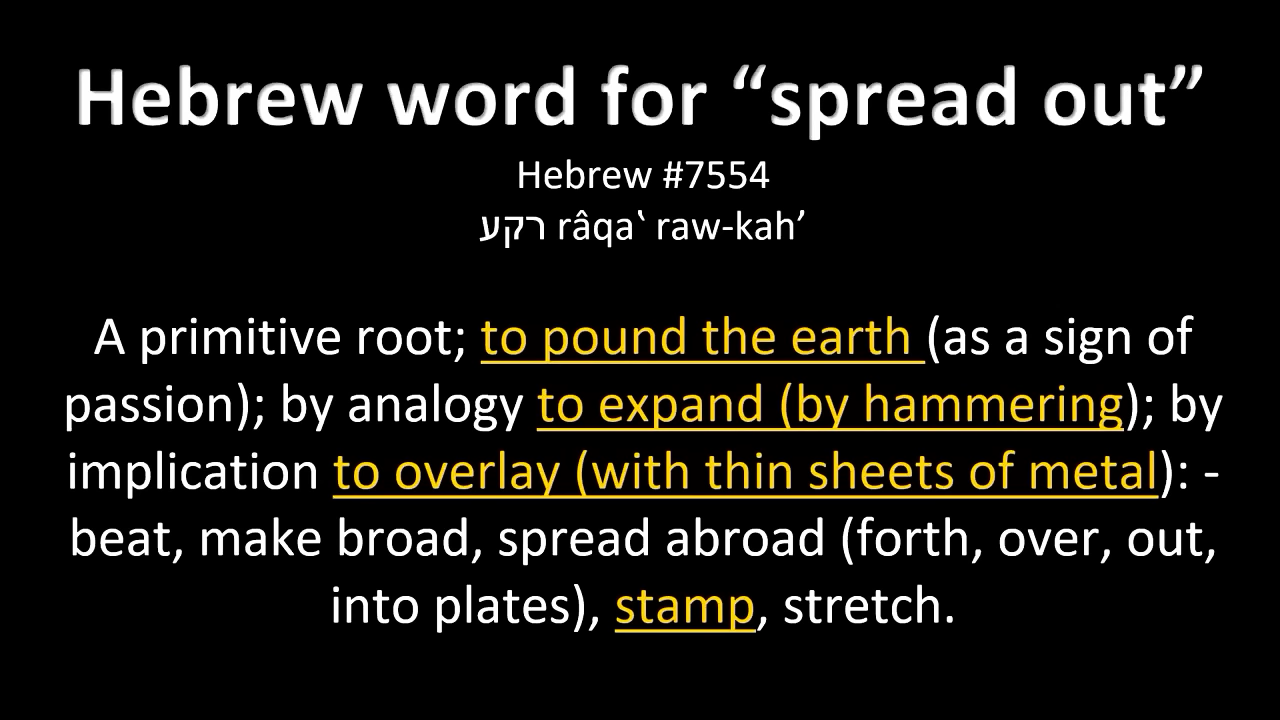 Hebrew word for “spread out”
Hebrew #7554
רקע râqa‛ raw-kah’
A primitive root; to pound the earth (as a sign of
passion); by analogy to expand (by hammering); by
implication to overlay (with thin sheets of metal): -
beat, make broad, spread abroad (forth, over, out,
into plates), stamp, stretch.